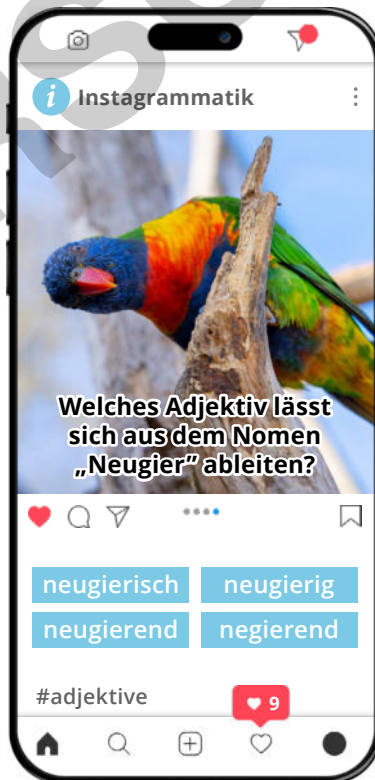 i Instagrammatik
Welches Adjektiv lässt
sich aus dem Nomen
„Neugier” ableiten?
neugierisch neugierig
neugierend negierend
#adjektive
9